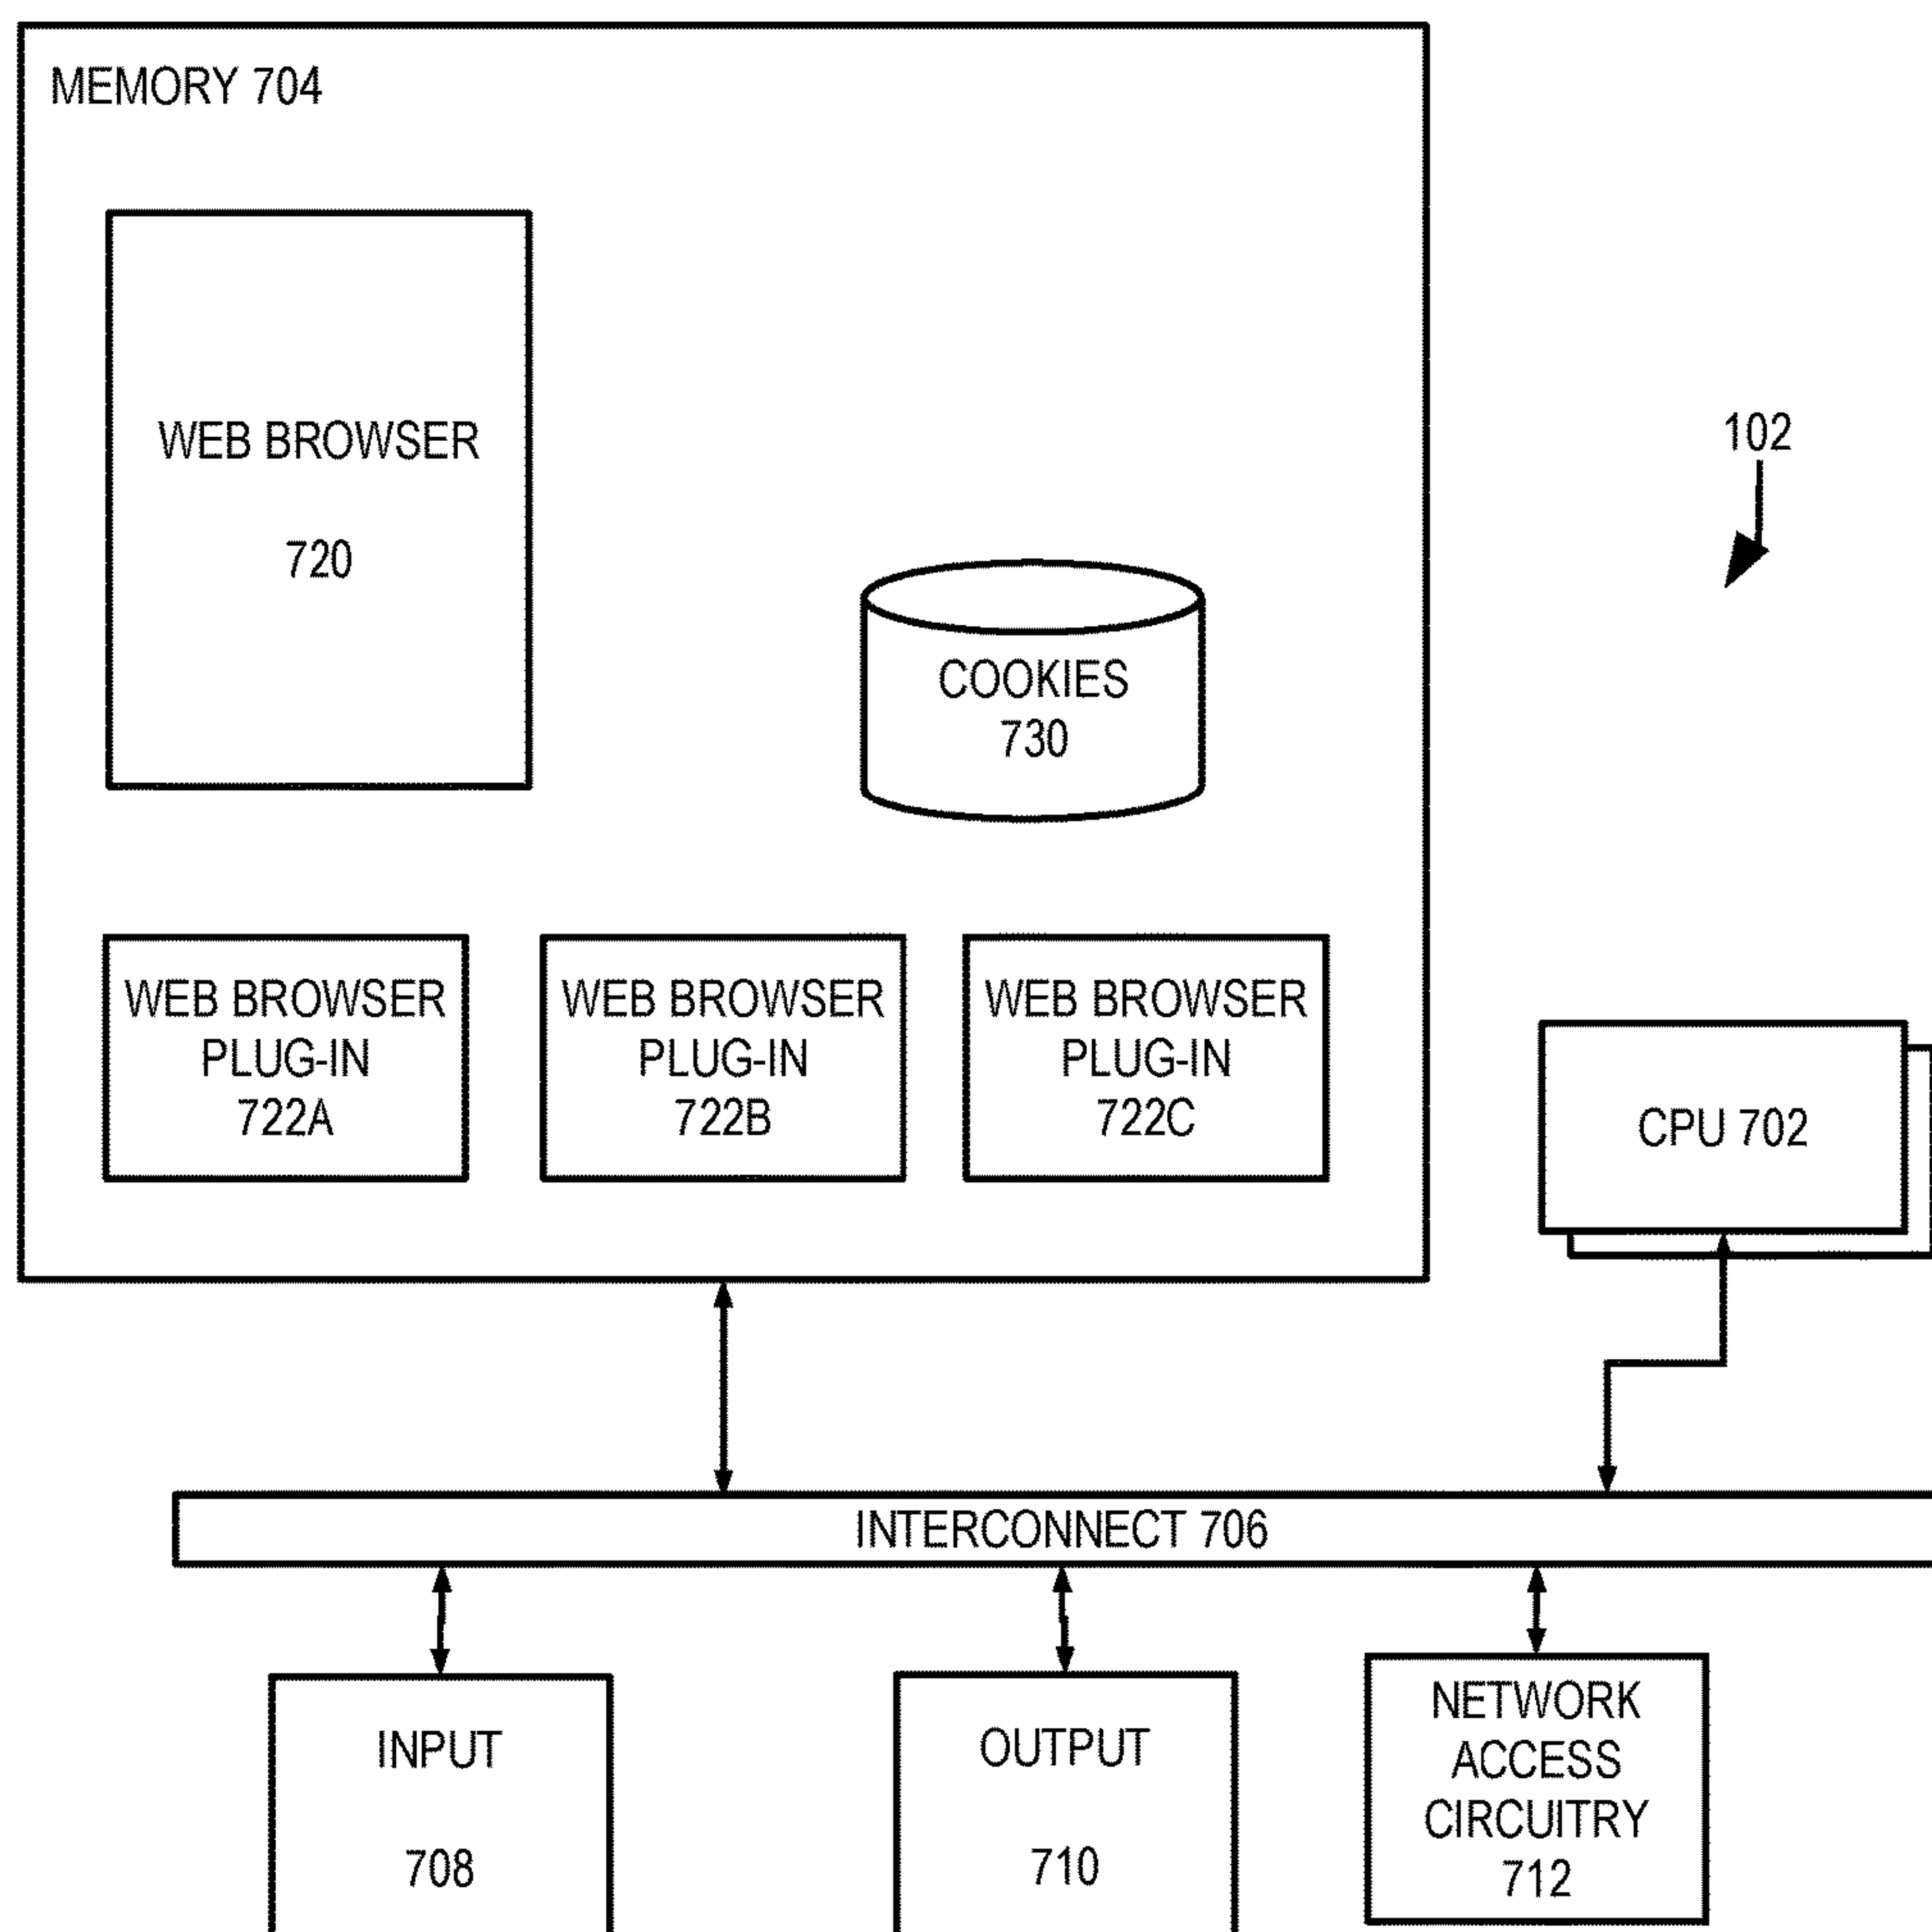 MEMORY 704
WEB BROWSER
720
102
COOKIES
730
WEB BROWSER
PLUG-IN
722A
WEB BROWSER
PLUG-IN
722B
WEB BROWSER
PLUG-IN
722C
CPU 702
INTERCONNECT 706
INPUT
708
OUTPUT
710
NETWORK
ACCESS
CIRCUITRY
712